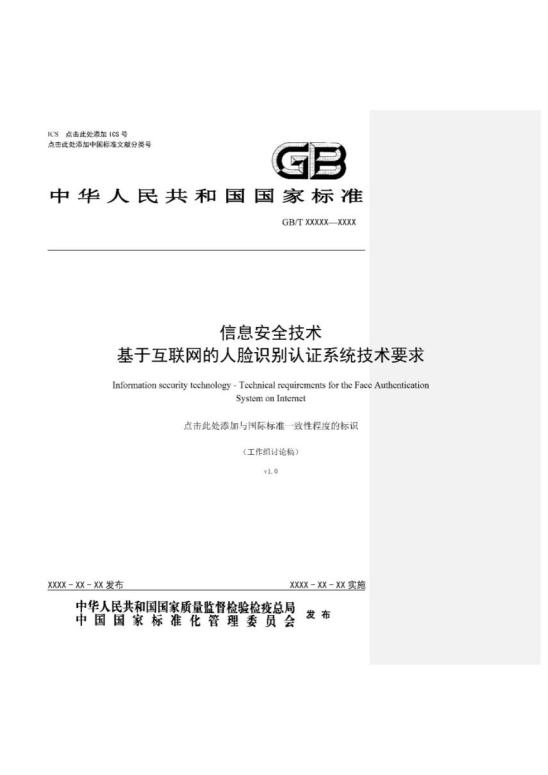 ICS 点击此处添加 ICS 号
点击此处添加中国标准文献分类号
GB
中华人民共和国国家标准
GB/T XXXXX—XXXX
信息安全技术
基于互联网的人脸识别认证系统技术要求
Information security technology - Technical requirements for the Face Authentication
System on Internet
点击此处添加与国际标准一致性程度的标识
（工作组讨论稿）
v1.0
XXXX - XX - XX 发布 XXXX - XX - XX 实施
中华人民共和国国家质量监督检验检疫总局
中国国家标准化管理委员会 发布